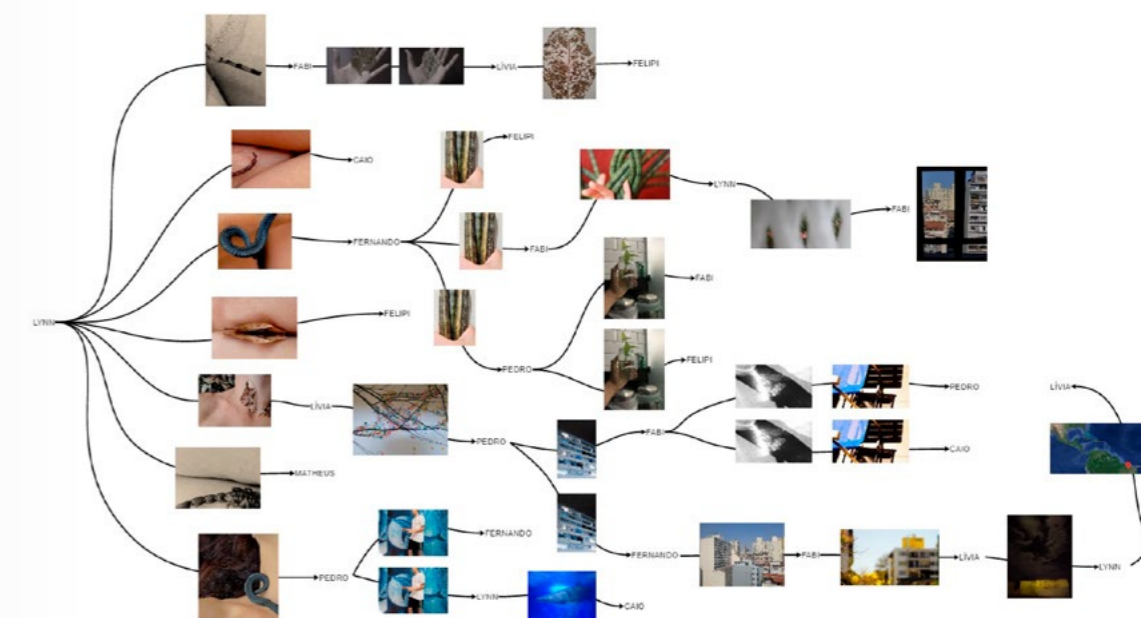 FABI
LÍVIA
FELIPI
FELIPI
CAIO
LYNN
FABI
FERNANDO
FABI
FABI
FELIPI
LYNN
FELIPI
PEDRO
PEDRO
LÍVIA
LÍVIA
FABI
PEDRO
CAIO
MATHEUS
FERNANDO
FERNANDO
FABI
LÍVIA
LYNN
PEDRO
LYNN
CAIO